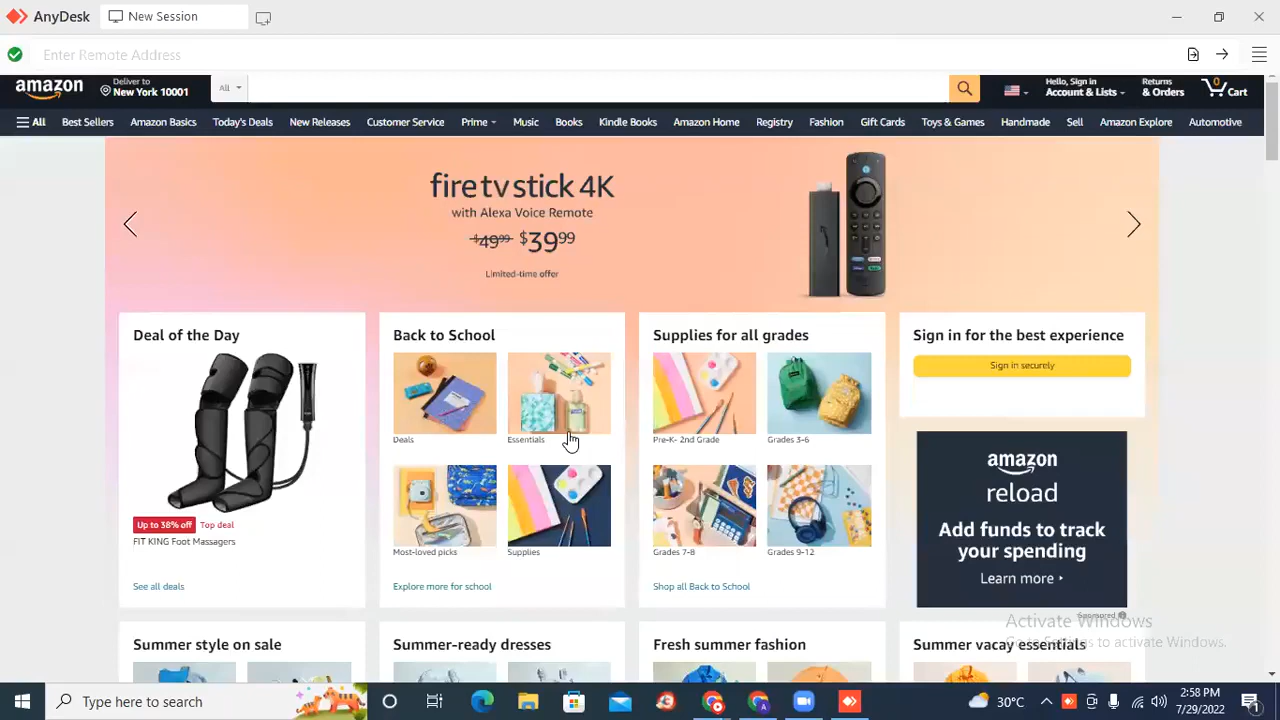 AnyDesk
New Session
Enter Remote Address
amazon
Deliver to
New York 10001
All
Hello, Sign in
Account & Lists
Returns
& Orders
0
Cart
All
Best Sellers
Amazon Basics
Today's Deals
New Releases
Customer Service
Prime
Music
Books
Kindle Books
Amazon Home
Registry
Fashion
Gift Cards
Toys & Games
Handmade
Sell
Amazon Explore
Automotive
fire tv stick 4K
with Alexa Voice Remote
$49.99 $39.99
Limited-time offer
Deal of the Day
Up to 38% off Top deal
FIT KING Foot Massagers
See all deals
Back to School
Deals
Essentials
Most-loved picks
Supplies
Explore more for school
Supplies for all grades
Pre-K- 2nd Grade
Grades 3-6
Grades 7-8
Grades 9-12
Shop all Back to School
Sign in for the best experience
Sign in securely
amazon
reload
Add funds to track
your spending
Learn more
Sponsored
Activate Windows
Go to Settings to activate Windows.
Summer style on sale
Summer-ready dresses
Fresh summer fashion
Summer vacay essentials
Type here to search
30°C
2:58 PM
7/29/2022
1